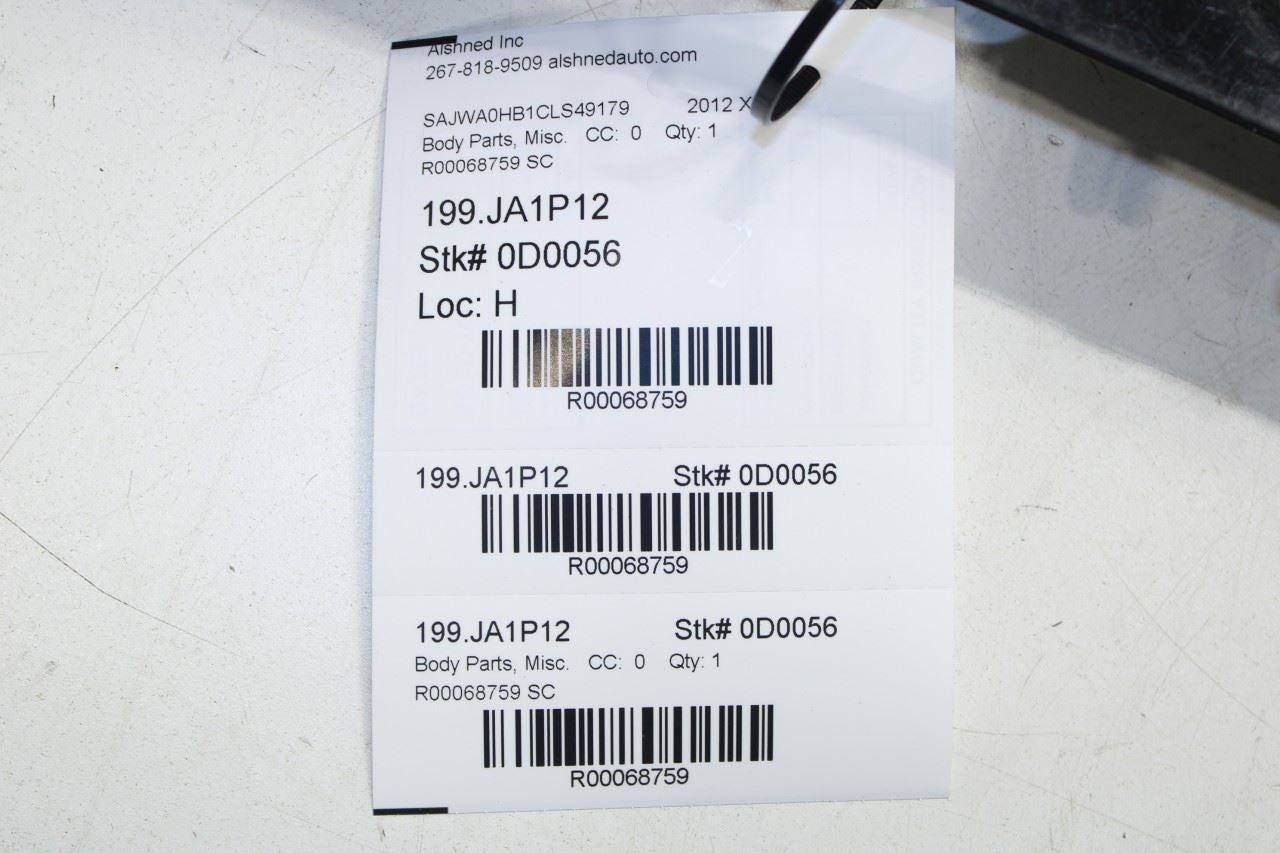 Alshned Inc
267-818-9509 alshnedauto.com
SAJWA0HB1CLS49179 2012 X
Body Parts, Misc. CC: 0 Qty: 1
R00068759 SC
199.JA1P12
Stk# 0D0056
Loc: H
R00068759
199.JA1P12 Stk# 0D0056
R00068759
199.JA1P12 Stk# 0D0056
Body Parts, Misc. CC: 0 Qty: 1
R00068759 SC
R00068759